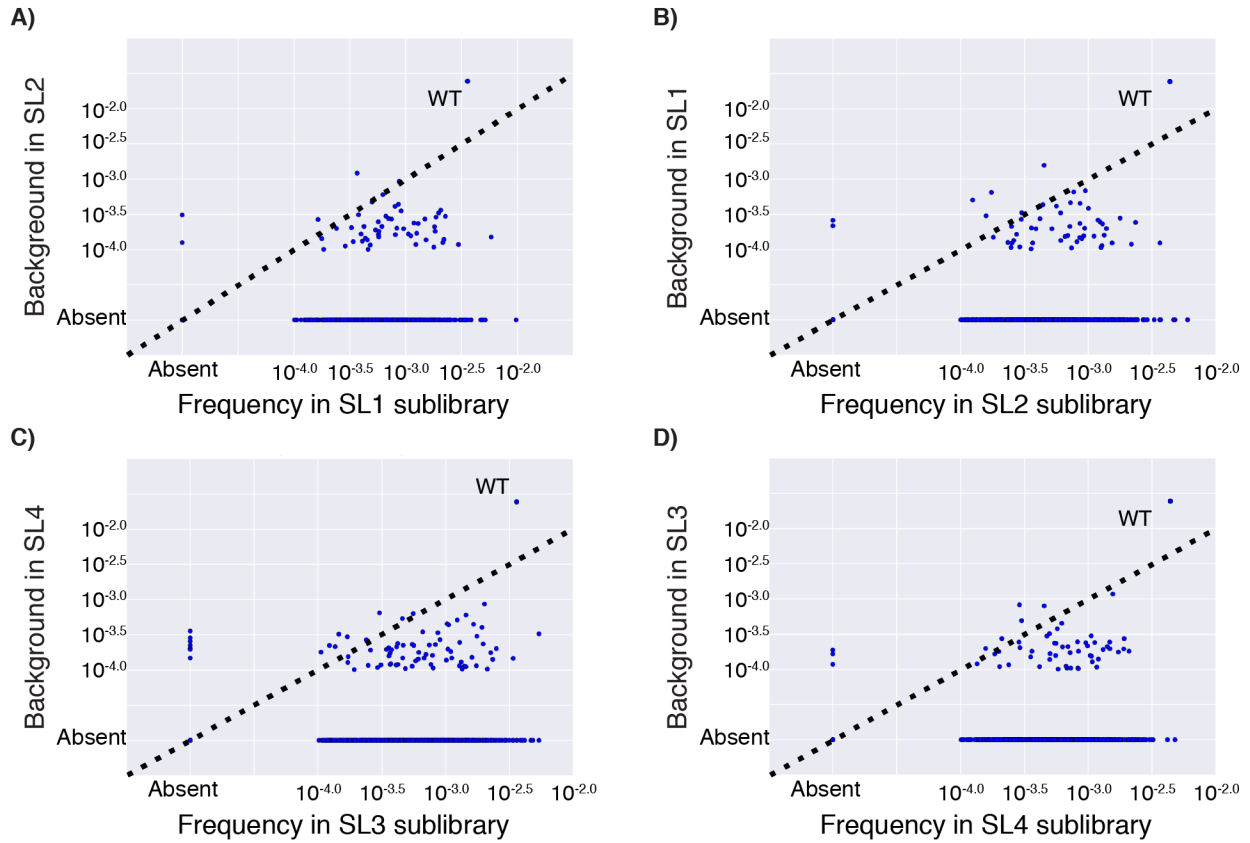 A)
Backgreound in SL2
10^-2.0
10^-2.5
10^-3.0
10^-3.5
10^-4.0
Absent
WT
Absent
10^-4.0 10^-3.5 10^-3.0 10^-2.5 10^-2.0
Frequency in SL1 sublibrary
B)
Background in SL1
10^-2.0
10^-2.5
10^-3.0
10^-3.5
10^-4.0
Absent
WT
Absent
10^-4.0 10^-3.5 10^-3.0 10^-2.5 10^-2.0
Frequency in SL2 sublibrary
C)
Background in SL4
10^-2.0
10^-2.5
10^-3.0
10^-3.5
10^-4.0
Absent
WT
Absent
10^-4.0 10^-3.5 10^-3.0 10^-2.5 10^-2.0
Frequency in SL3 sublibrary
D)
Background in SL3
10^-2.0
10^-2.5
10^-3.0
10^-3.5
10^-4.0
Absent
WT
Absent
10^-4.0 10^-3.5 10^-3.0 10^-2.5 10^-2.0
Frequency in SL4 sublibrary